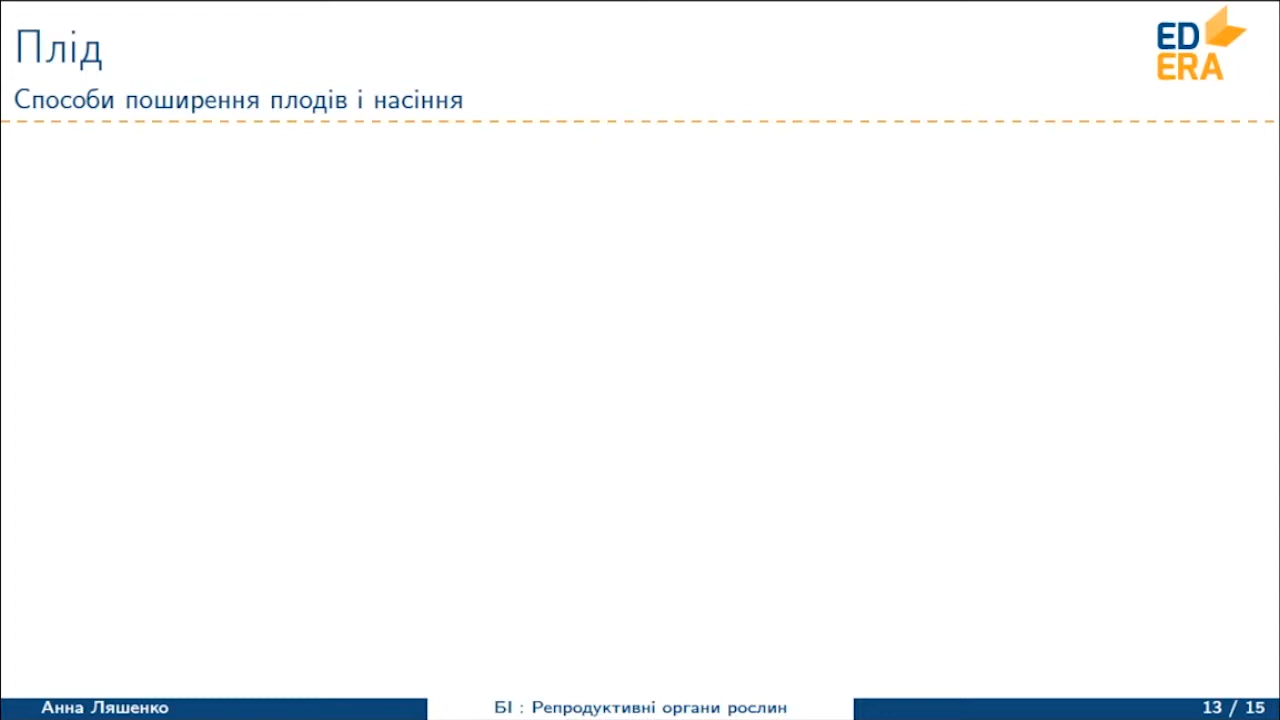 Плід
ED
ERA
Способи поширення плодів і насіння
Анна Ляшенко
БІ : Репродуктивні органи рослин
13 / 15